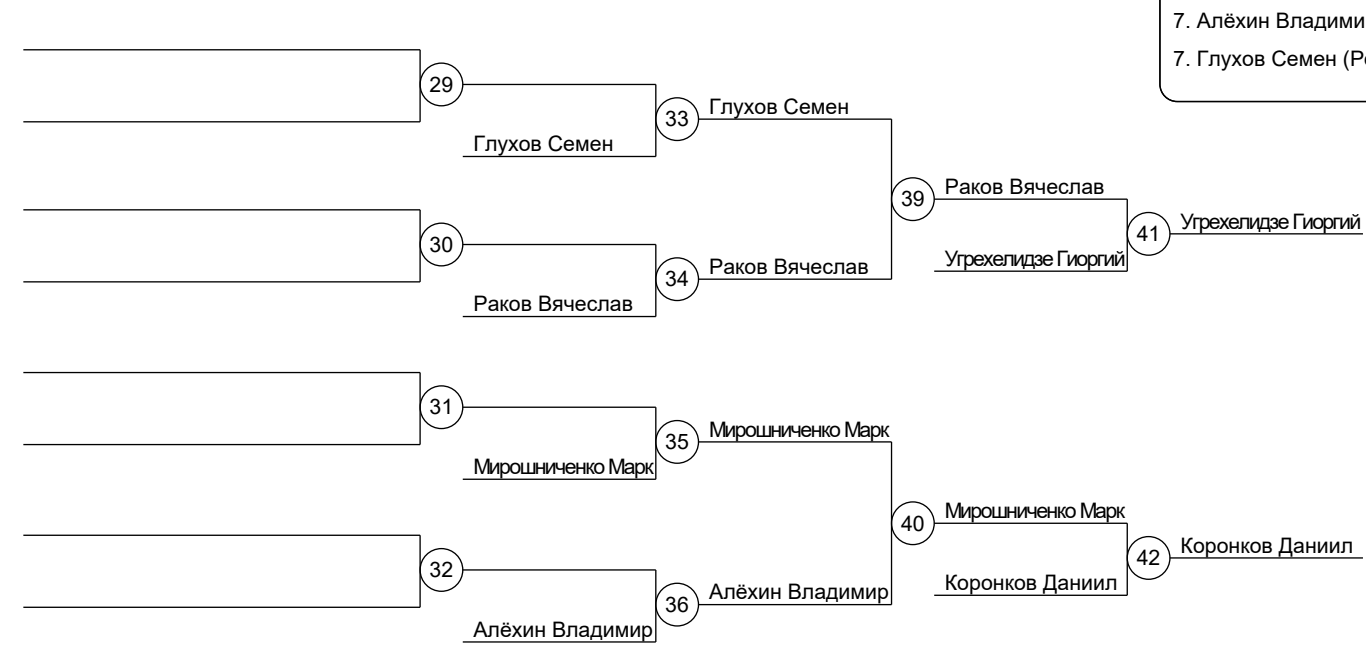 7. Алёхин Владими
7. Глухов Семен (Р
29
33
Глухов Семен
Глухов Семен
39
Раков Вячеслав
30
34
Раков Вячеслав
Раков Вячеслав
41
Угрехелидзе Гиоргий
Угрехелидзе Гиоргий
31
35
Мирошниченко Марк
Мирошниченко Марк
40
Мирошниченко Марк
32
36
Алёхин Владимир
Алёхин Владимир
42
Коронков Даниил
Коронков Даниил